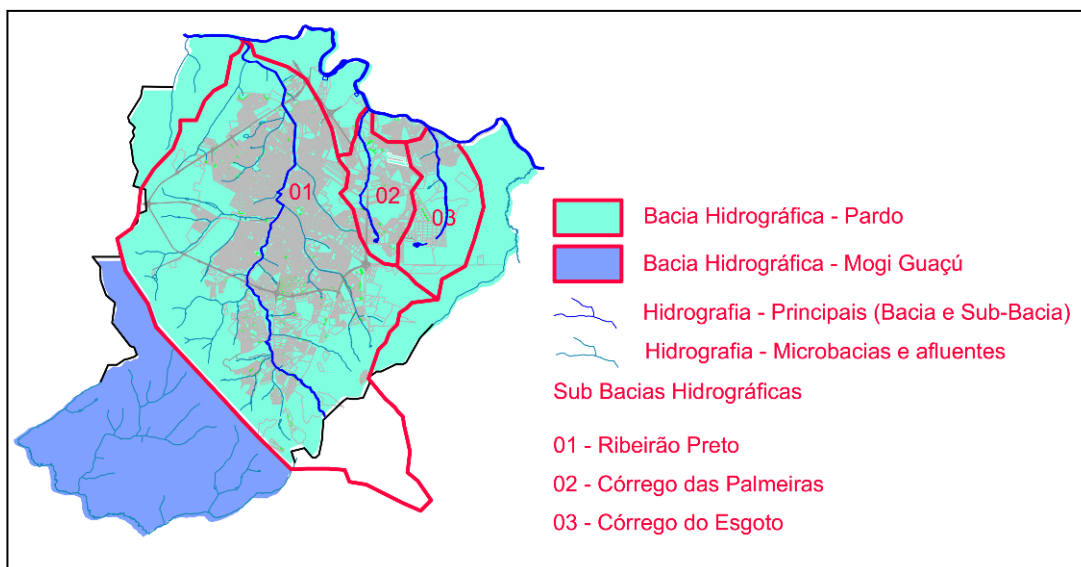 01
02
03
Bacia Hidrográfica - Pardo
Bacia Hidrográfica - Mogi Guaçú
Hidrografia - Principais (Bacia e Sub-Bacia)
Hidrografia - Microbacias e afluentes
Sub Bacias Hidrográficas
01 - Ribeirão Preto
02 - Córrego das Palmeiras
03 - Córrego do Esgoto